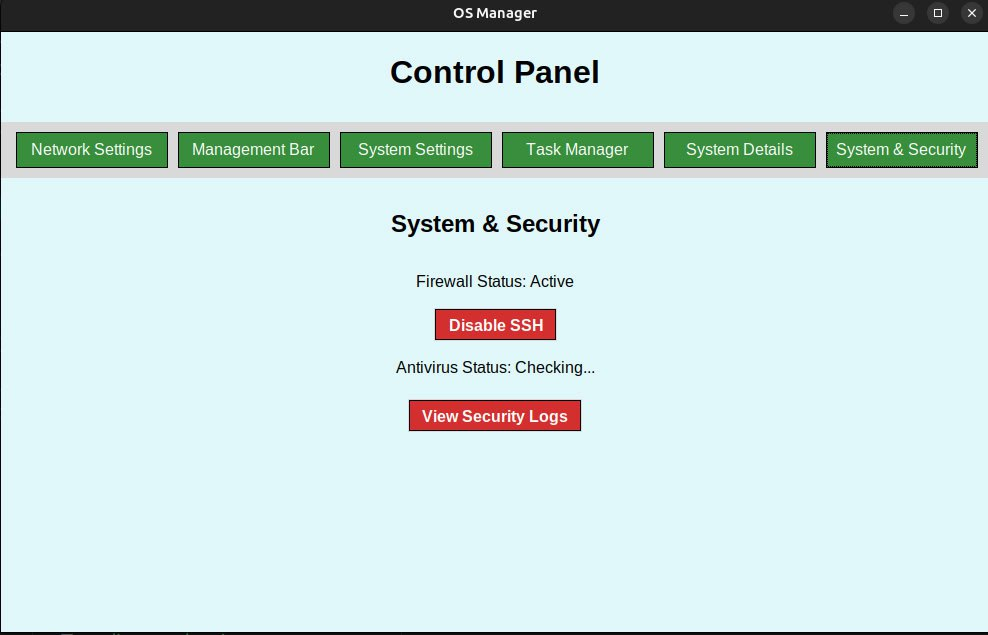 OS Manager
Control Panel
Network Settings Management Bar System Settings Task Manager System Details System & Security
System & Security
Firewall Status: Active
Disable SSH
Antivirus Status: Checking...
View Security Logs